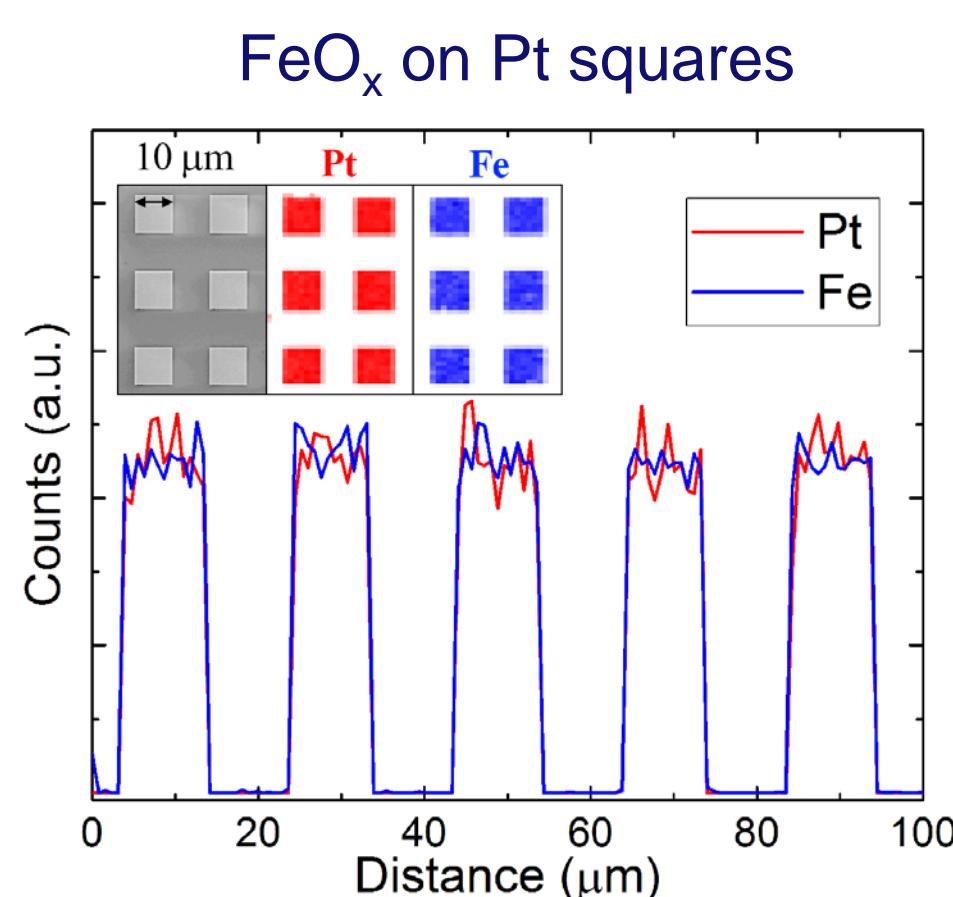 FeOₓ on Pt squares
10 μm Pt Fe
Pt
Fe
Counts (a.u.)
0 20 40 60 80 100
Distance (μm)